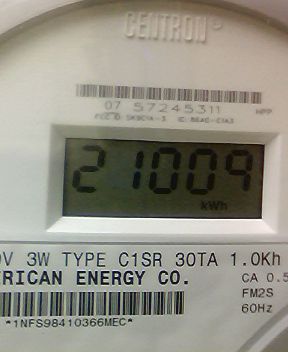 CENTRON®
07 57245311
21009
kWh
V 3W TYPE C1SR 30TA 1.0Kh
RICAN ENERGY CO.
CA 0.5
FM2S
60Hz
*1NFS98410366MEC*